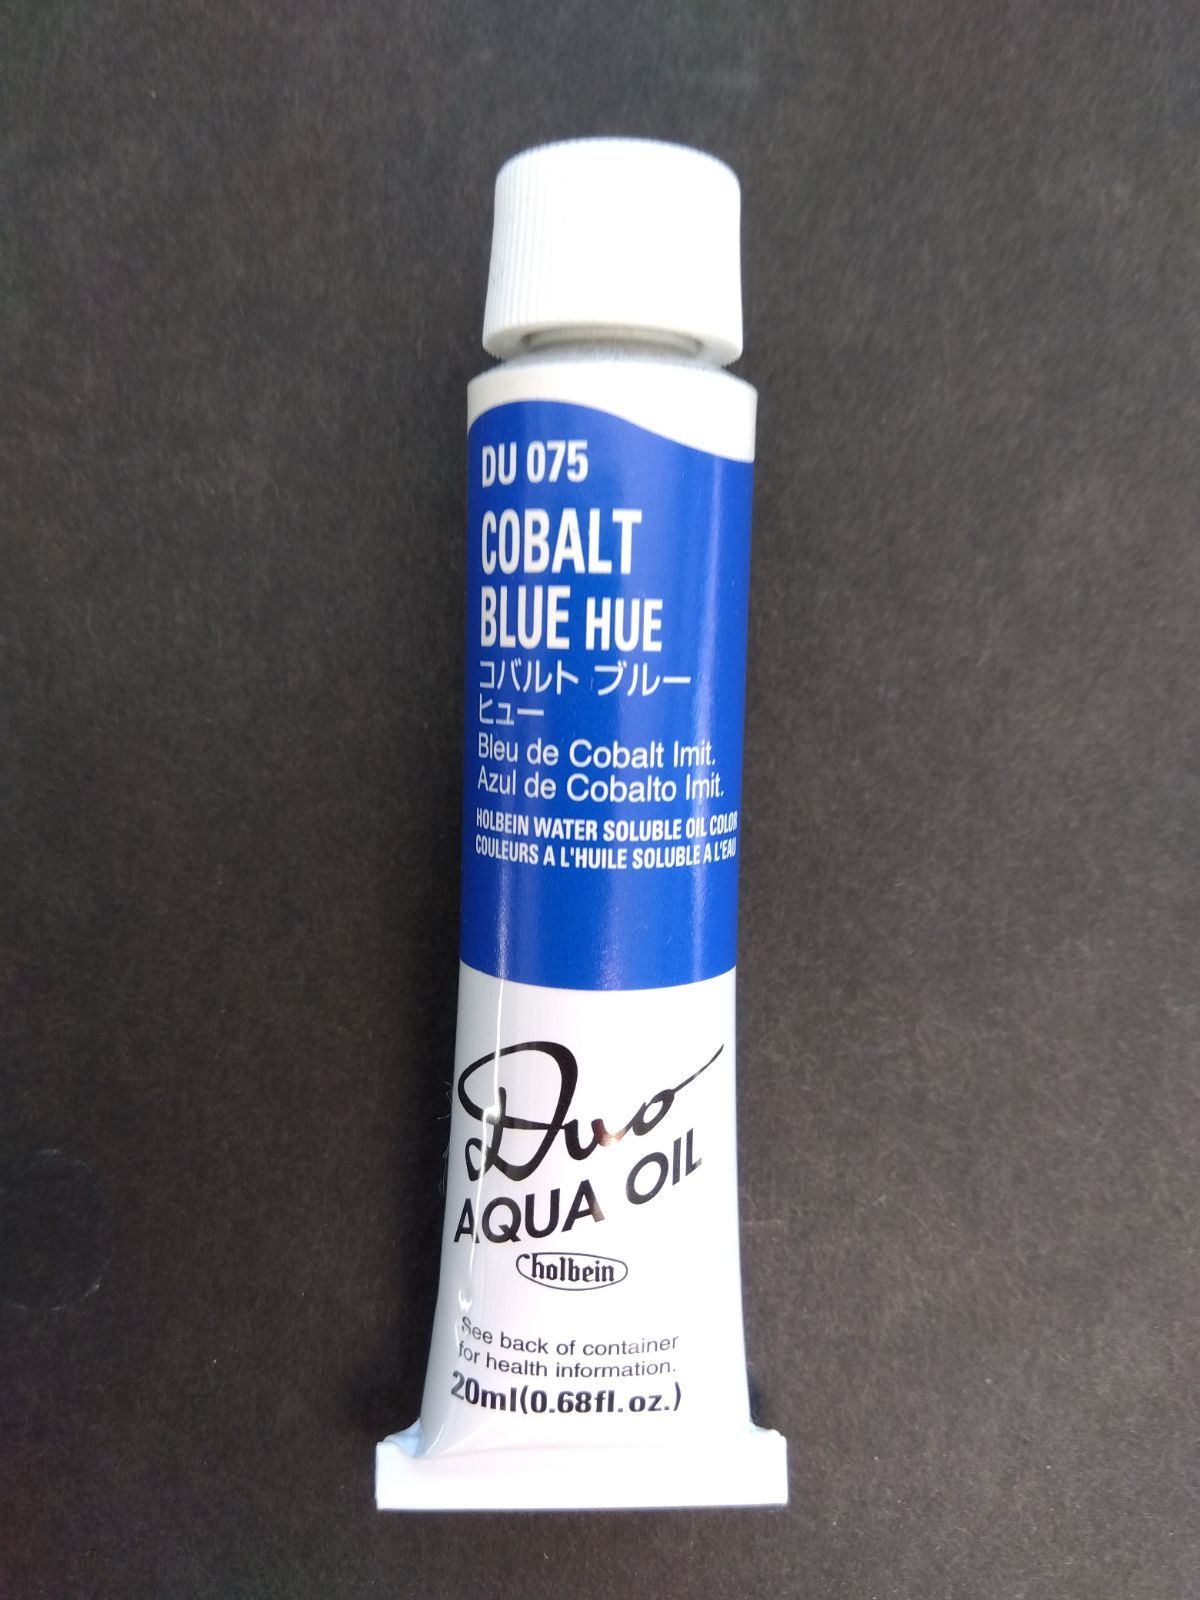 DU 075
COBALT
BLUE HUE
コバルト ブルー
ヒュー
Bleu de Cobalt Imit.
Azul de Cobalto Imit.
HOLBEIN WATER SOLUBLE OIL COLOR
COULEURS A L'HUILE SOLUBLE A L'EAU
Duo
AQUA OIL
holbein
See back of container
for health information.
20ml(0.68fl.oz.)